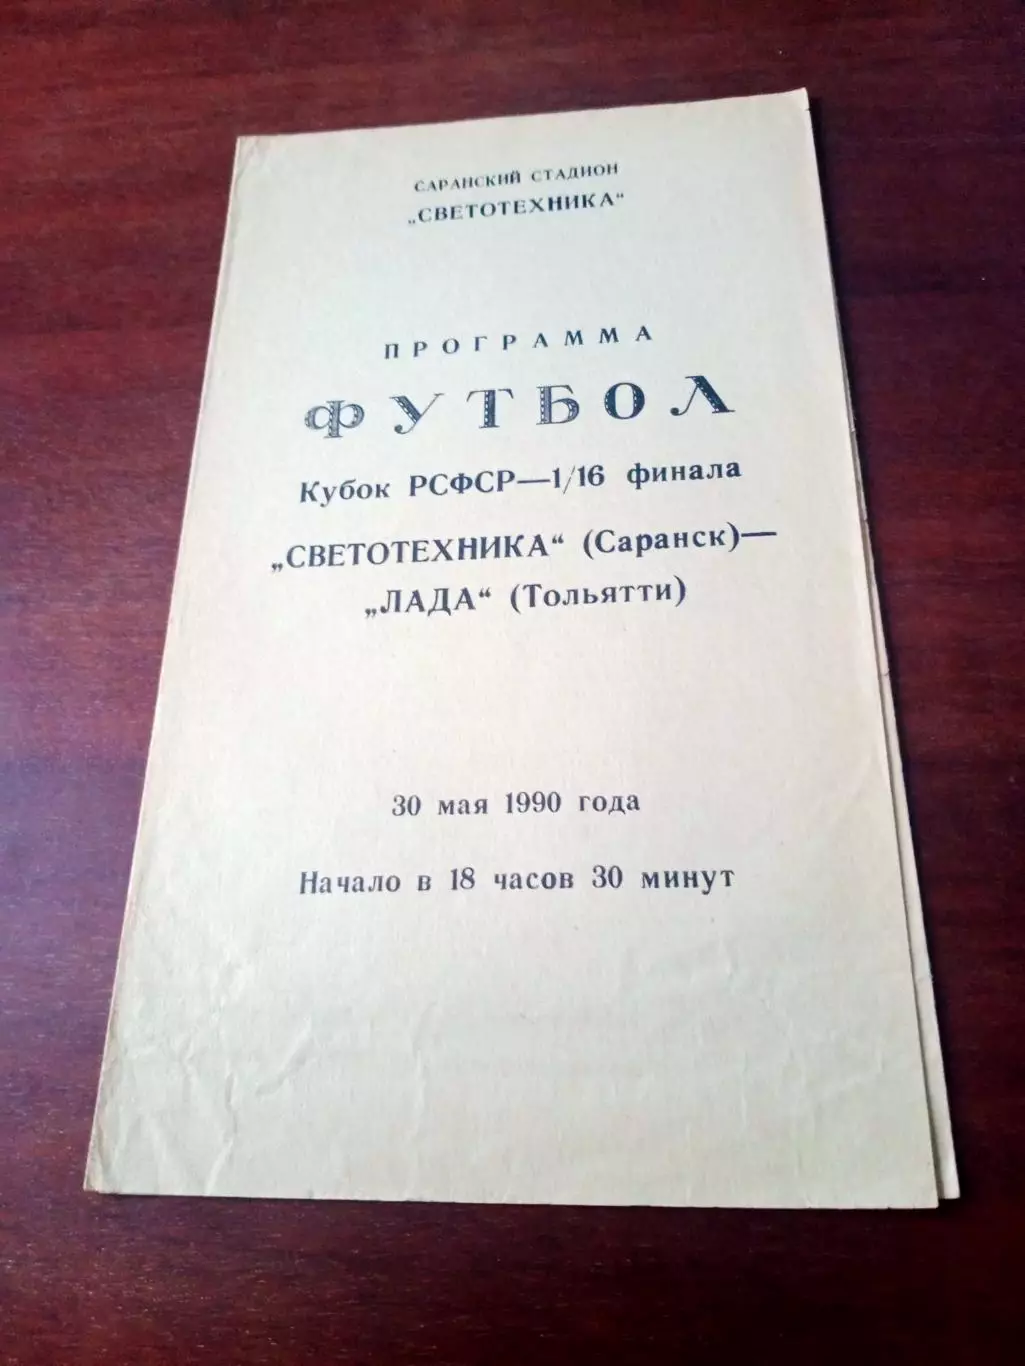 САРАНСКИЙ СТАДИОН
„СВЕТОТЕХНИКА“
ПРОГРАММА
ФУТБОЛ
Кубок РСФСР—1/16 финала
„СВЕТОТЕХНИКА“ (Саранск)—
„ЛАДА“ (Тольятти)
30 мая 1990 года
Начало в 18 часов 30 минут